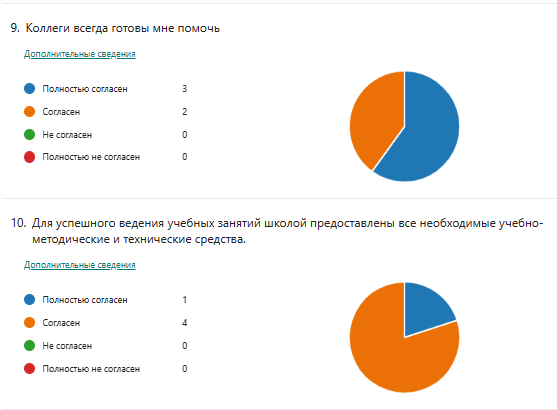 9. Коллеги всегда готовы мне помочь
Дополнительные сведения
Полностью согласен 3
Согласен 2
Не согласен 0
Полностью не согласен 0
10. Для успешного ведения учебных занятий школой предоставлены все необходимые учебно-
методические и технические средства.
Дополнительные сведения
Полностью согласен 1
Согласен 4
Не согласен 0
Полностью не согласен 0